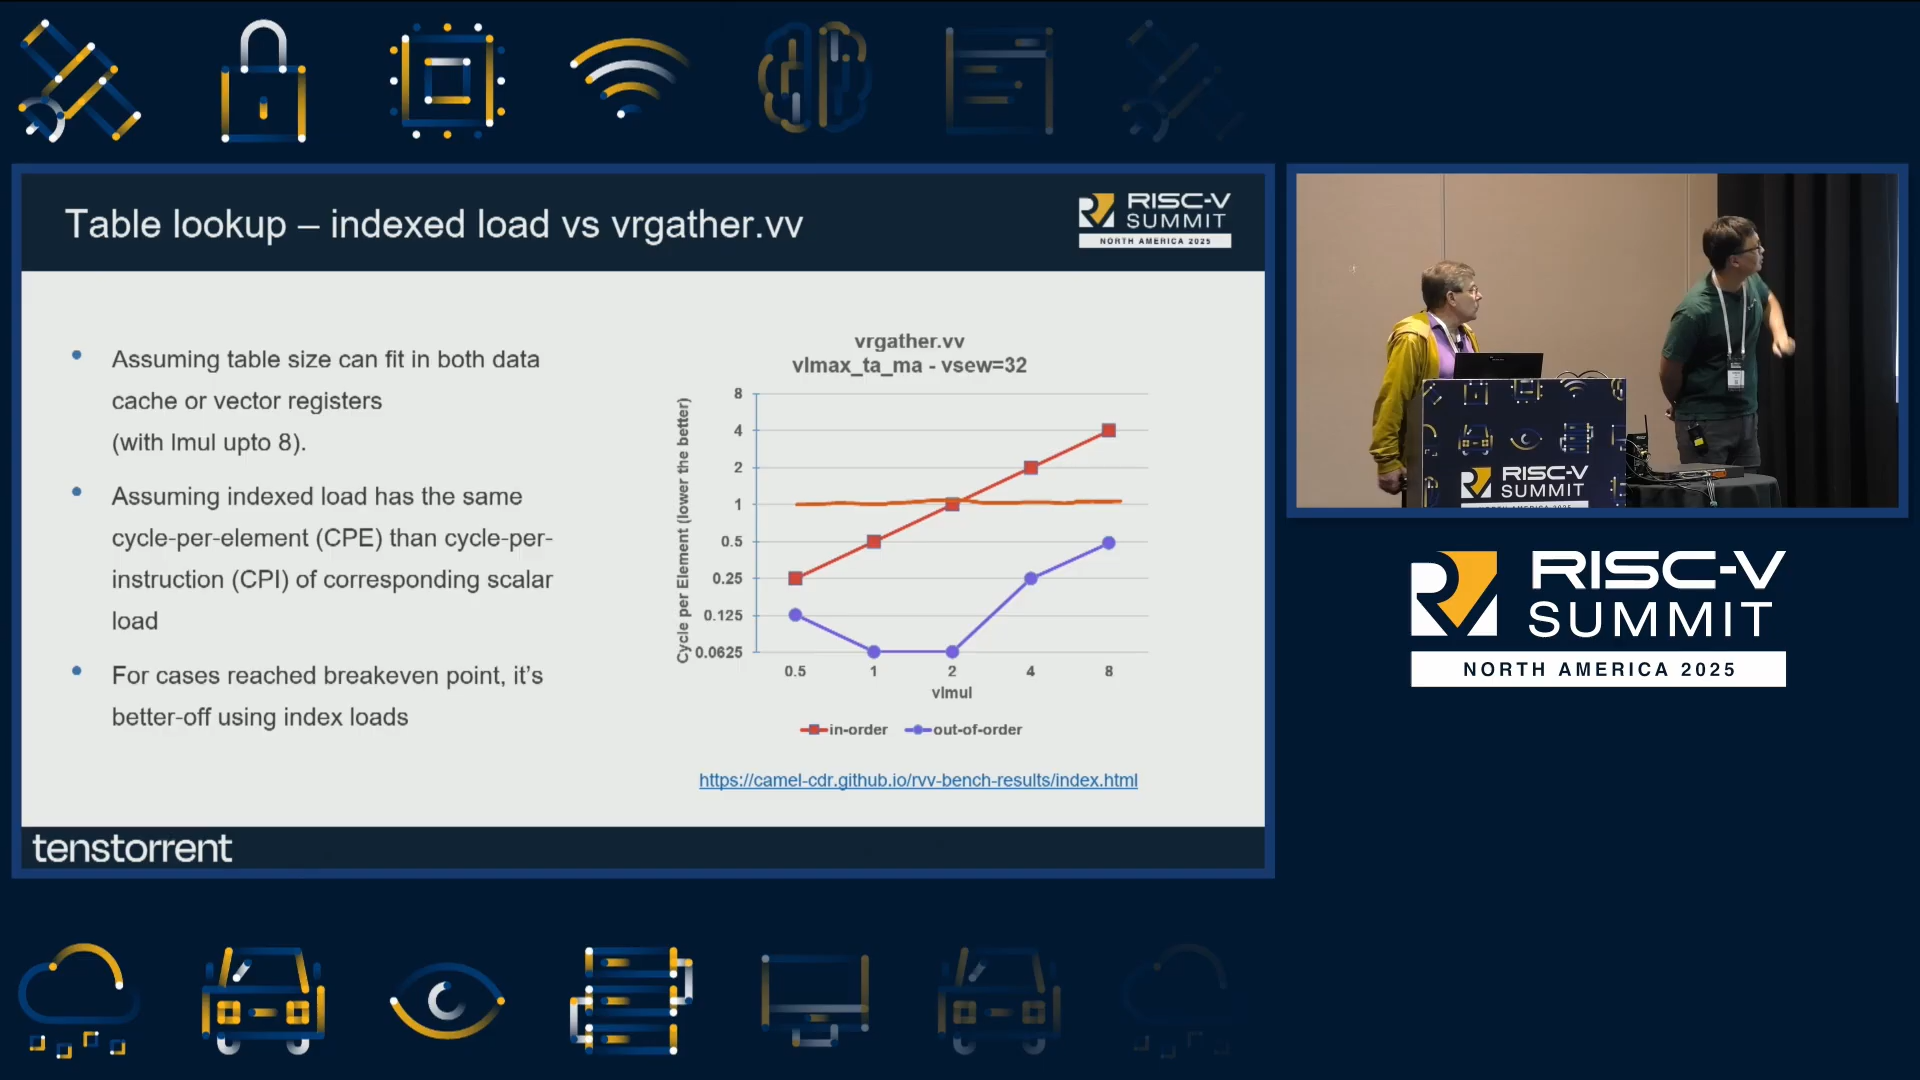 Table lookup – indexed load vs vrgather.vv
RISC-V
SUMMIT
NORTH AMERICA 2025
Assuming table size can fit in both data
cache or vector registers
(with lmul upto 8).
Assuming indexed load has the same
cycle-per-element (CPE) than cycle-per-
instruction (CPI) of corresponding scalar
load
For cases reached breakeven point, it's
better-off using index loads
vrgather.vv
vlmax_ta_ma - vsew=32
Cycle per Element (lower the better)
8
4
2
1
0.5
0.25
0.125
0.0625
0.5 1 2 4 8
vlmul
in-order out-of-order
https://camel-cdr.github.io/rvv-bench-results/index.html
tenstorrent
RISC-V
SUMMIT
RISC-V
SUMMIT
NORTH AMERICA 2025